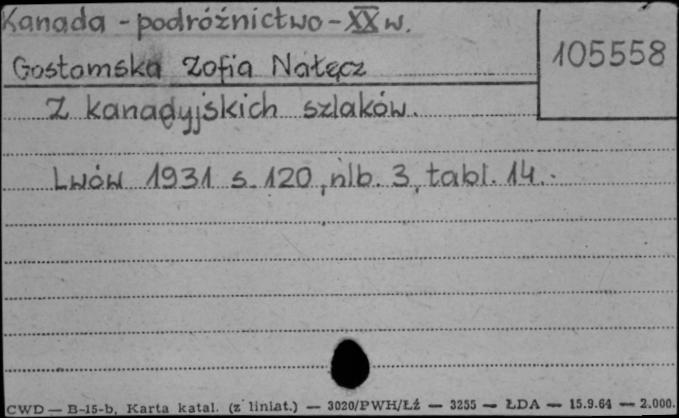 Kanada - podróżnictwo - XX w.
105558
Gostomska Zofia Nałęcz
Z kanadyjskich szlaków.
Lwów 1931 s. 120, nlb. 3, tabl. 14.
CWD — B-15-b, Karta katal. (z liniat.) — 3020/PWH/ŁŻ — 3255 — ŁDA — 15.9.64 — 2.000.